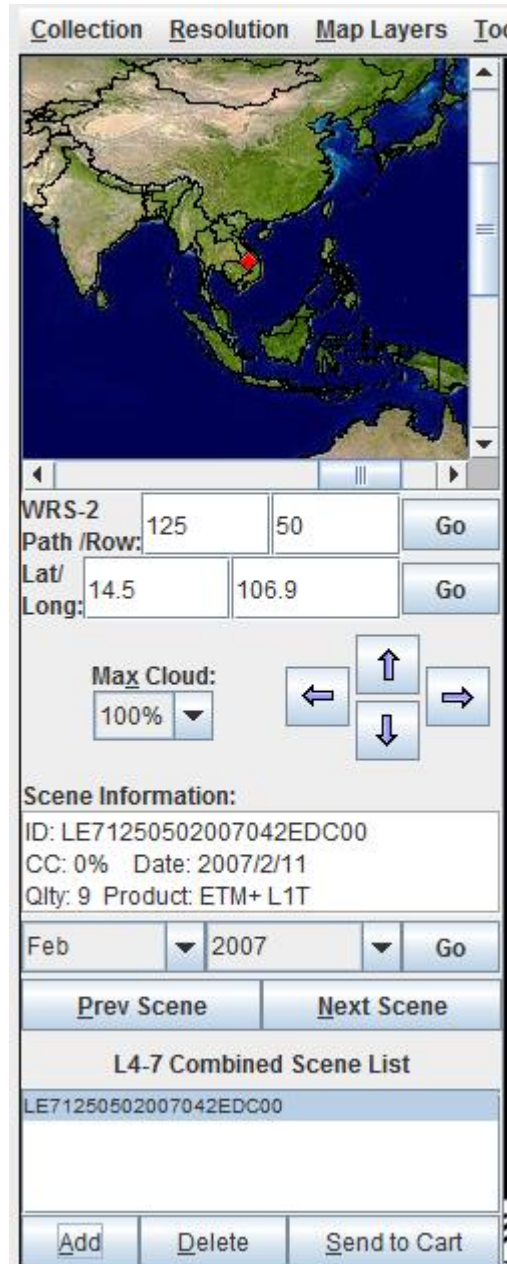 Collection Resolution Map Layers Too
WRS-2
Path /Row: 125 50 Go
Lat/
Long: 14.5 106.9 Go
Max Cloud:
100%
Scene Information:
ID: LE71250502007042EDC00
CC: 0% Date: 2007/2/11
Qlty: 9 Product: ETM+ L1T
Feb 2007 Go
Prev Scene Next Scene
L4-7 Combined Scene List
LE71250502007042EDC00
Add Delete Send to Cart